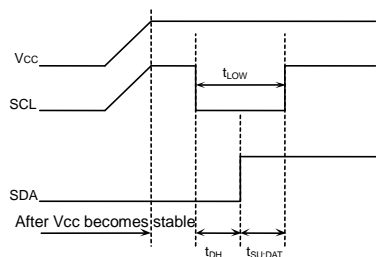 VCC
tLOW
SCL
SDA
After Vcc becomes stable
tDH
tSU:DAT